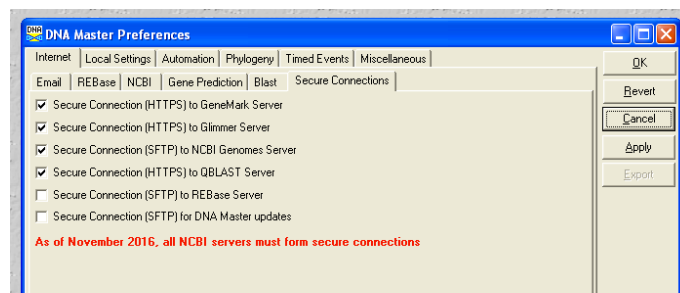 DNA Master Preferences
Internet Local Settings Automation Phylogeny Timed Events Miscellaneous
Email REBase NCBI Gene Prediction Blast Secure Connections
Secure Connection (HTTPS) to GeneMark Server
Secure Connection (HTTPS) to Glimmer Server
Secure Connection (SFTP) to NCBI Genomes Server
Secure Connection (HTTPS) to QBLAST Server
Secure Connection (SFTP) to REBase Server
Secure Connection (SFTP) for DNA Master updates
As of November 2016, all NCBI servers must form secure connections
OK
Revert
Cancel
Apply
Export